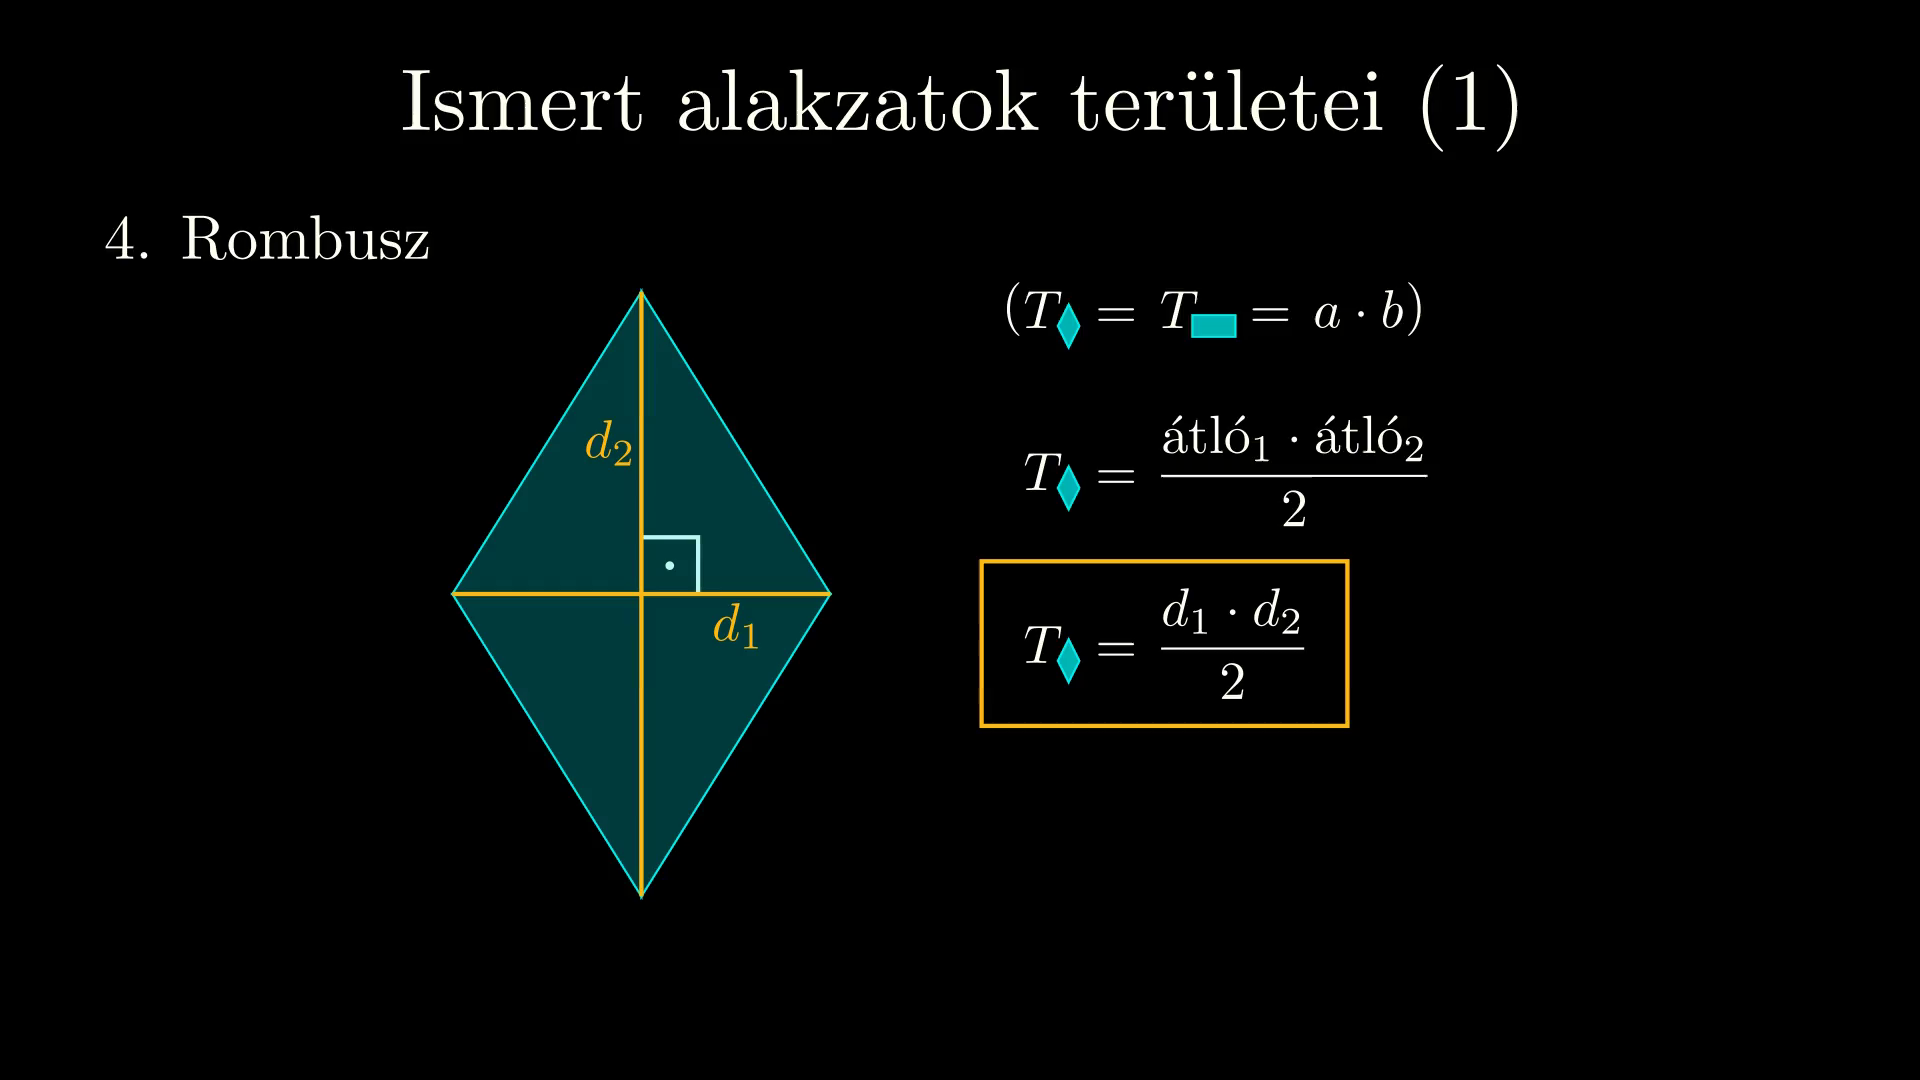 Ismert alakzatok területei (1)
4. Rombusz
(T♦ = T▬ = a · b)
T♦ = (átló₁ · átló₂) / 2
T♦ = (d₁ · d₂) / 2
d₂
d₁